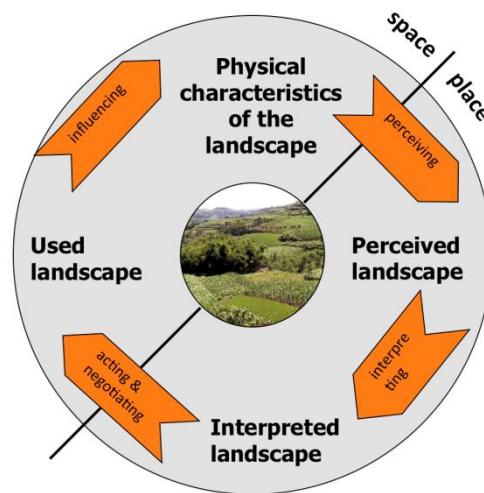 space
place
Physical
characteristics
of the
landscape
influencing
perceiving
Used
landscape
Perceived
landscape
acting &
negotiating
interpre
ting
Interpreted
landscape